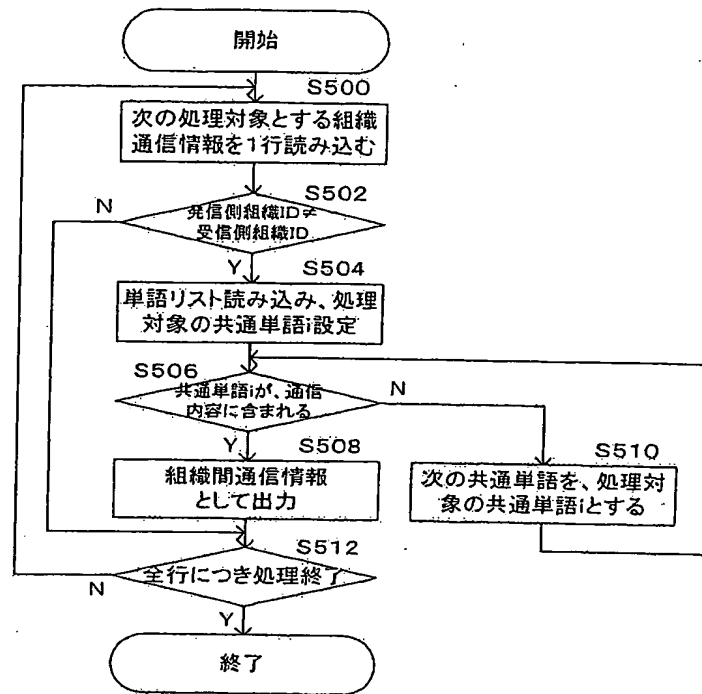 開始
S500
次の処理対象とする組織
通信情報を1行読み込む
S502
N
発信側組織ID≠
受信側組織ID
Y
S504
単語リスト読み込み、処理
対象の共通単語i設定
S506
共通単語iが、通信
内容に含まれる
N
Y
S508
組織間通信情報
として出力
S510
次の共通単語を、処理対
象の共通単語iとする
S512
全行につき処理終了
N
Y
終了